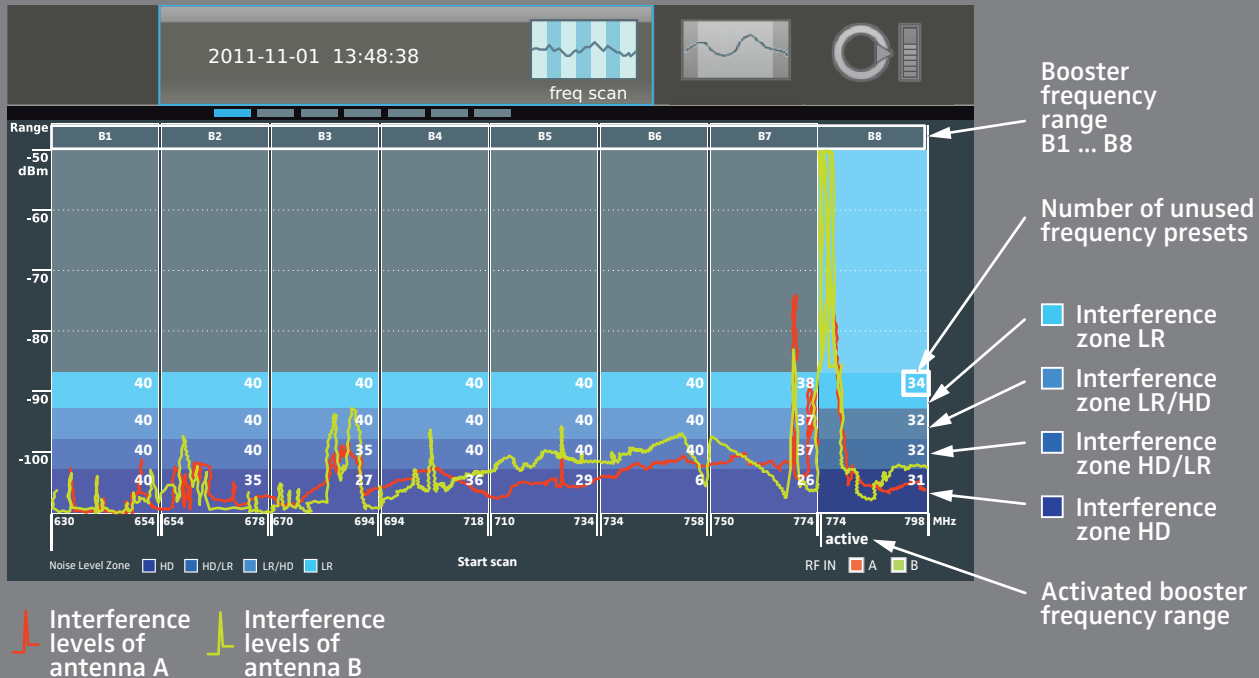 2011-11-01 13:48:38
freq scan
Range
B1 B2 B3 B4 B5 B6 B7 B8
-50
dBm
-60
-70
-80
-90
-100
40 40 40 40 40 40 38 34
40 40 40 40 40 40 37 32
40 40 35 40 40 40 37 32
40 35 27 36 29 6 26 31
630 654 654 678 670 694 694 718 710 734 734 758 750 774 774 798 MHz
active
Noise Level Zone HD HD/LR LR/HD LR
Start scan
RF IN A B
Booster
frequency
range
B1 ... B8
Number of unused
frequency presets
Interference
zone LR
Interference
zone LR/HD
Interference
zone HD/LR
Interference
zone HD
Activated booster
frequency range
Interference
levels of
antenna A
Interference
levels of
antenna B